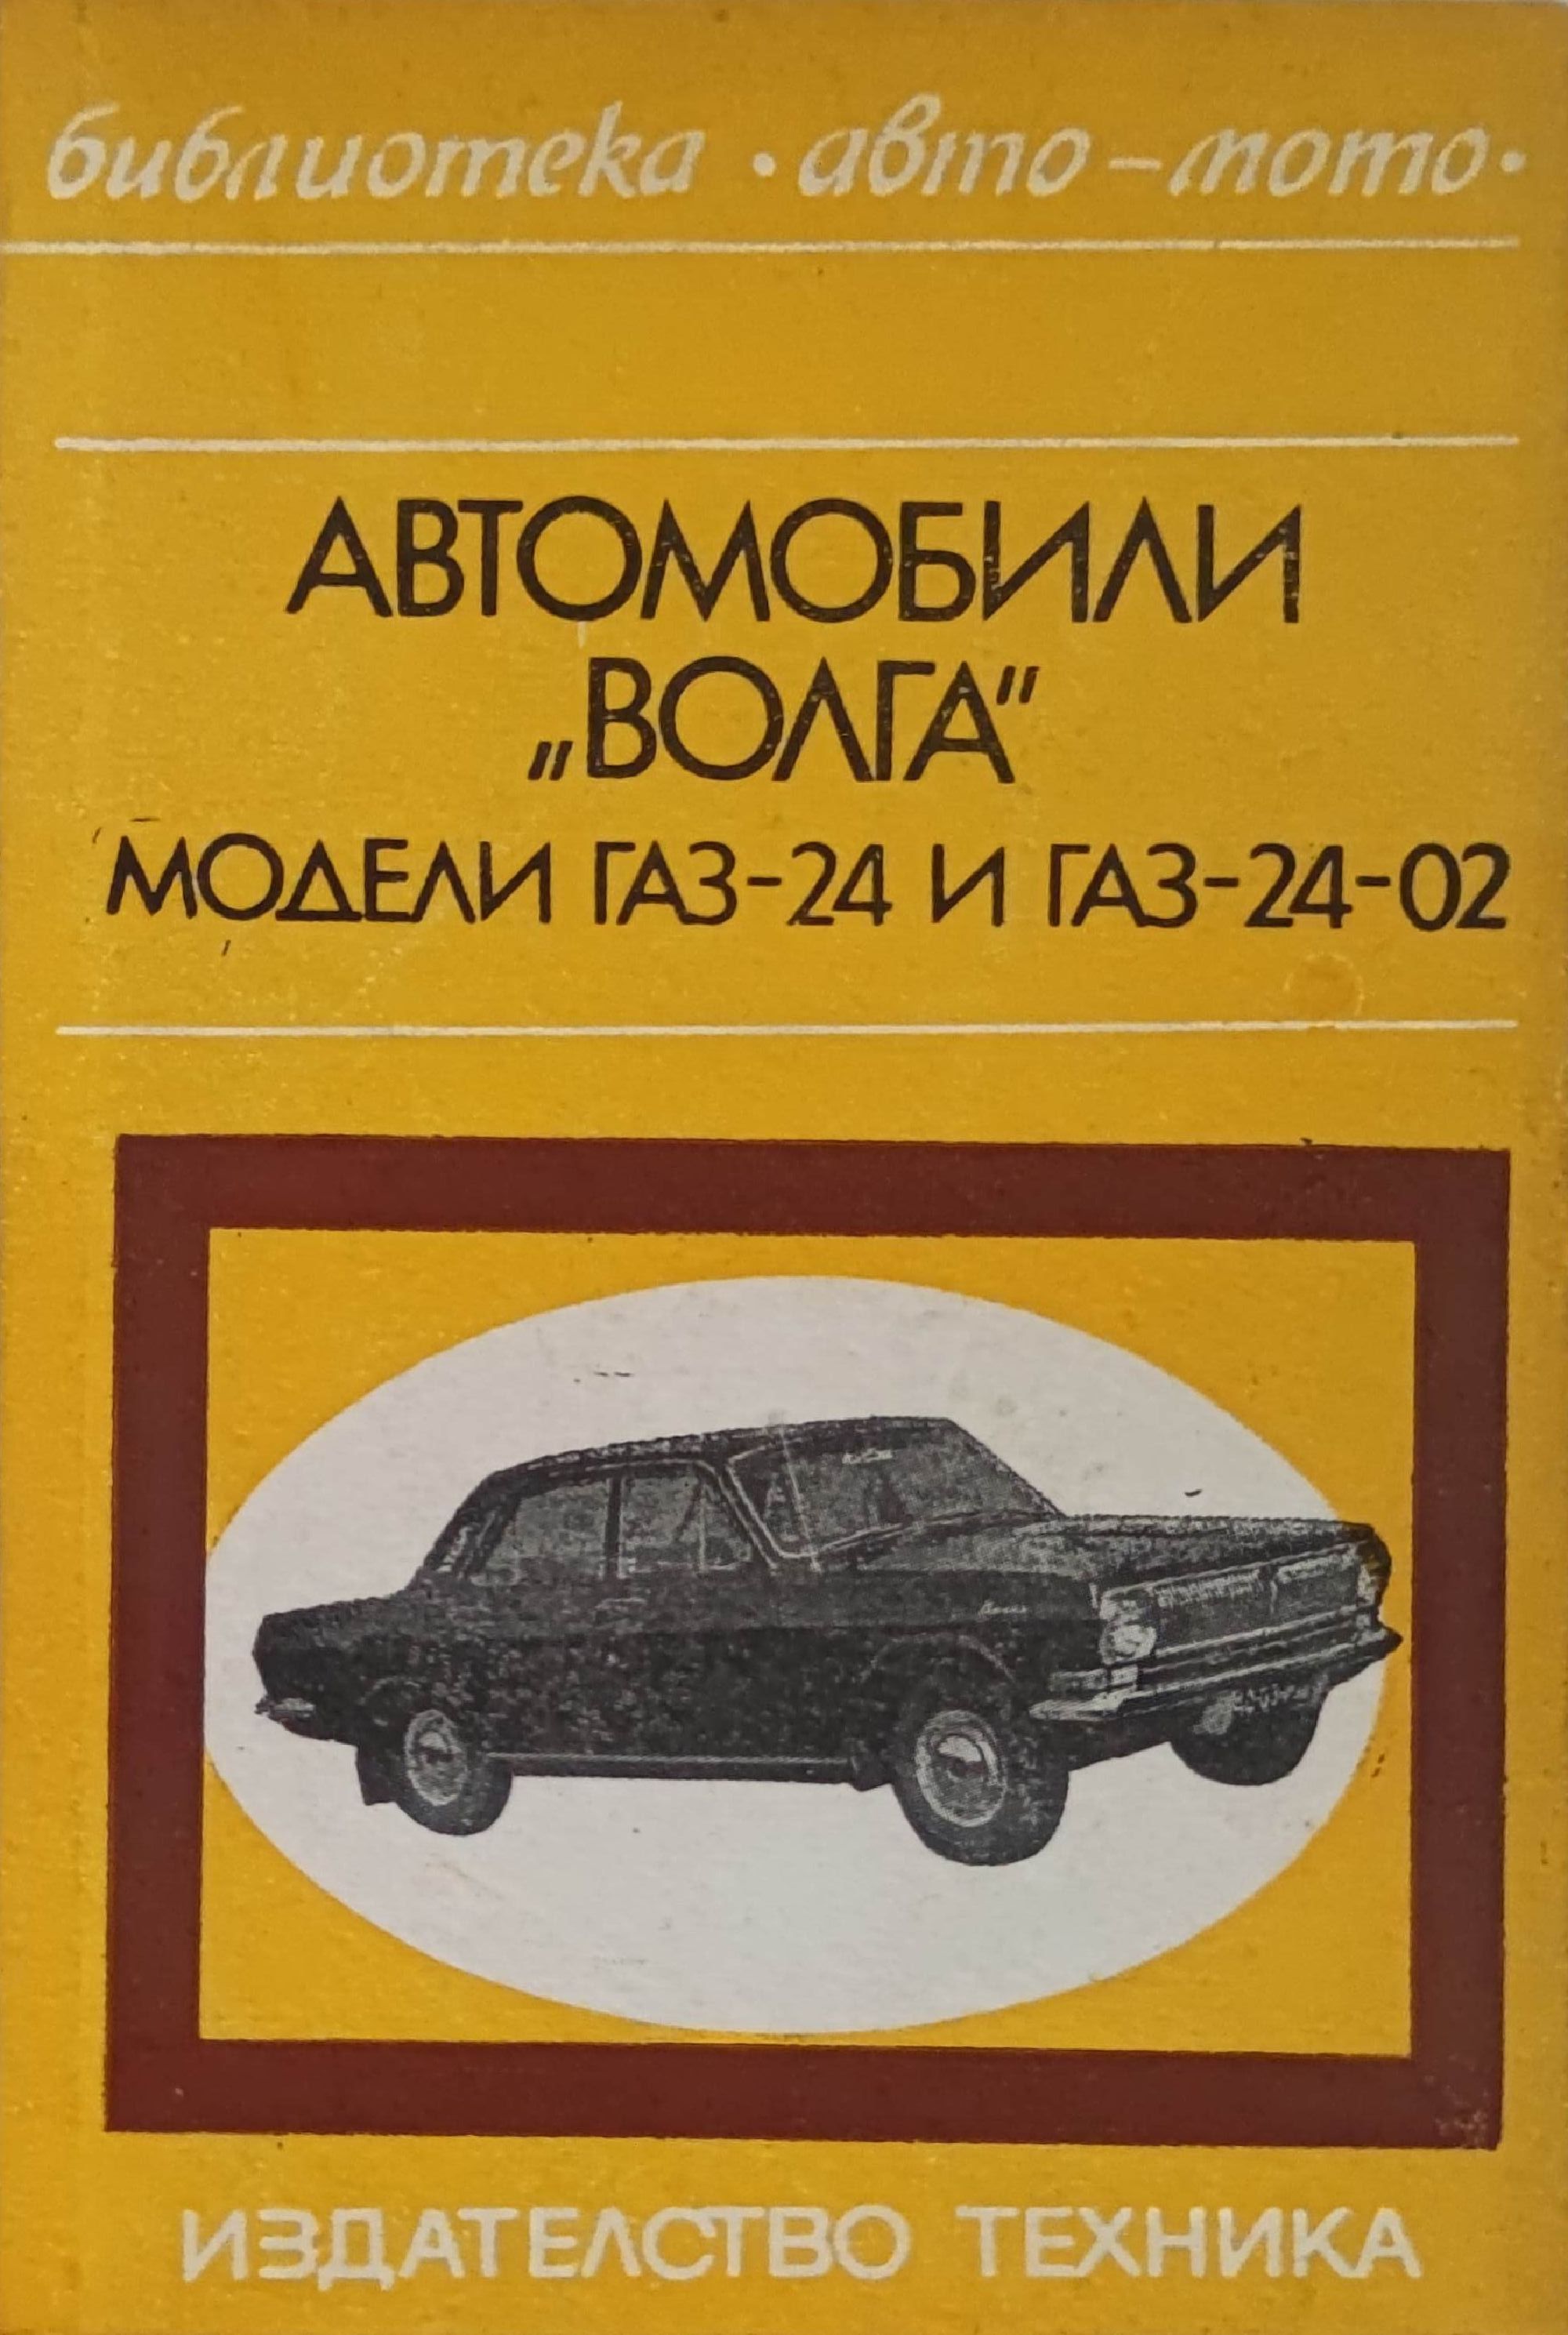 библиотека • авто – мото •
АВТОМОБИЛИ
„ВОЛГА“
МОДЕЛИ ГАЗ-24 И ГАЗ-24-02
ИЗДАТЕЛСТВО ТЕХНИКА